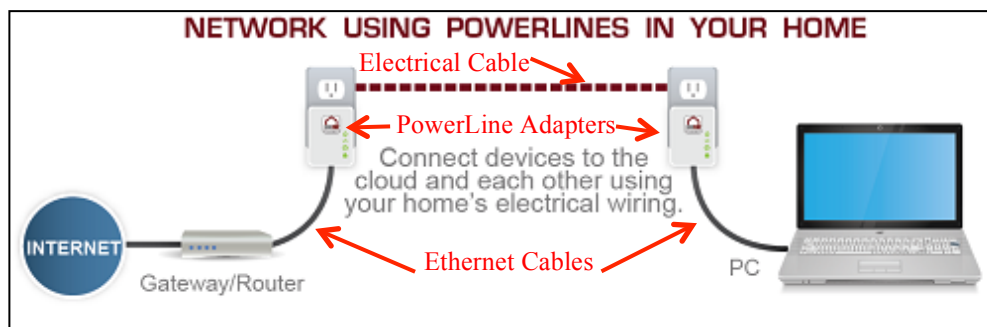 NETWORK USING POWERLINES IN YOUR HOME
Electrical Cable
PowerLine Adapters
Connect devices to the
cloud and each other using
your home's electrical wiring.
INTERNET
Gateway/Router
Ethernet Cables
PC